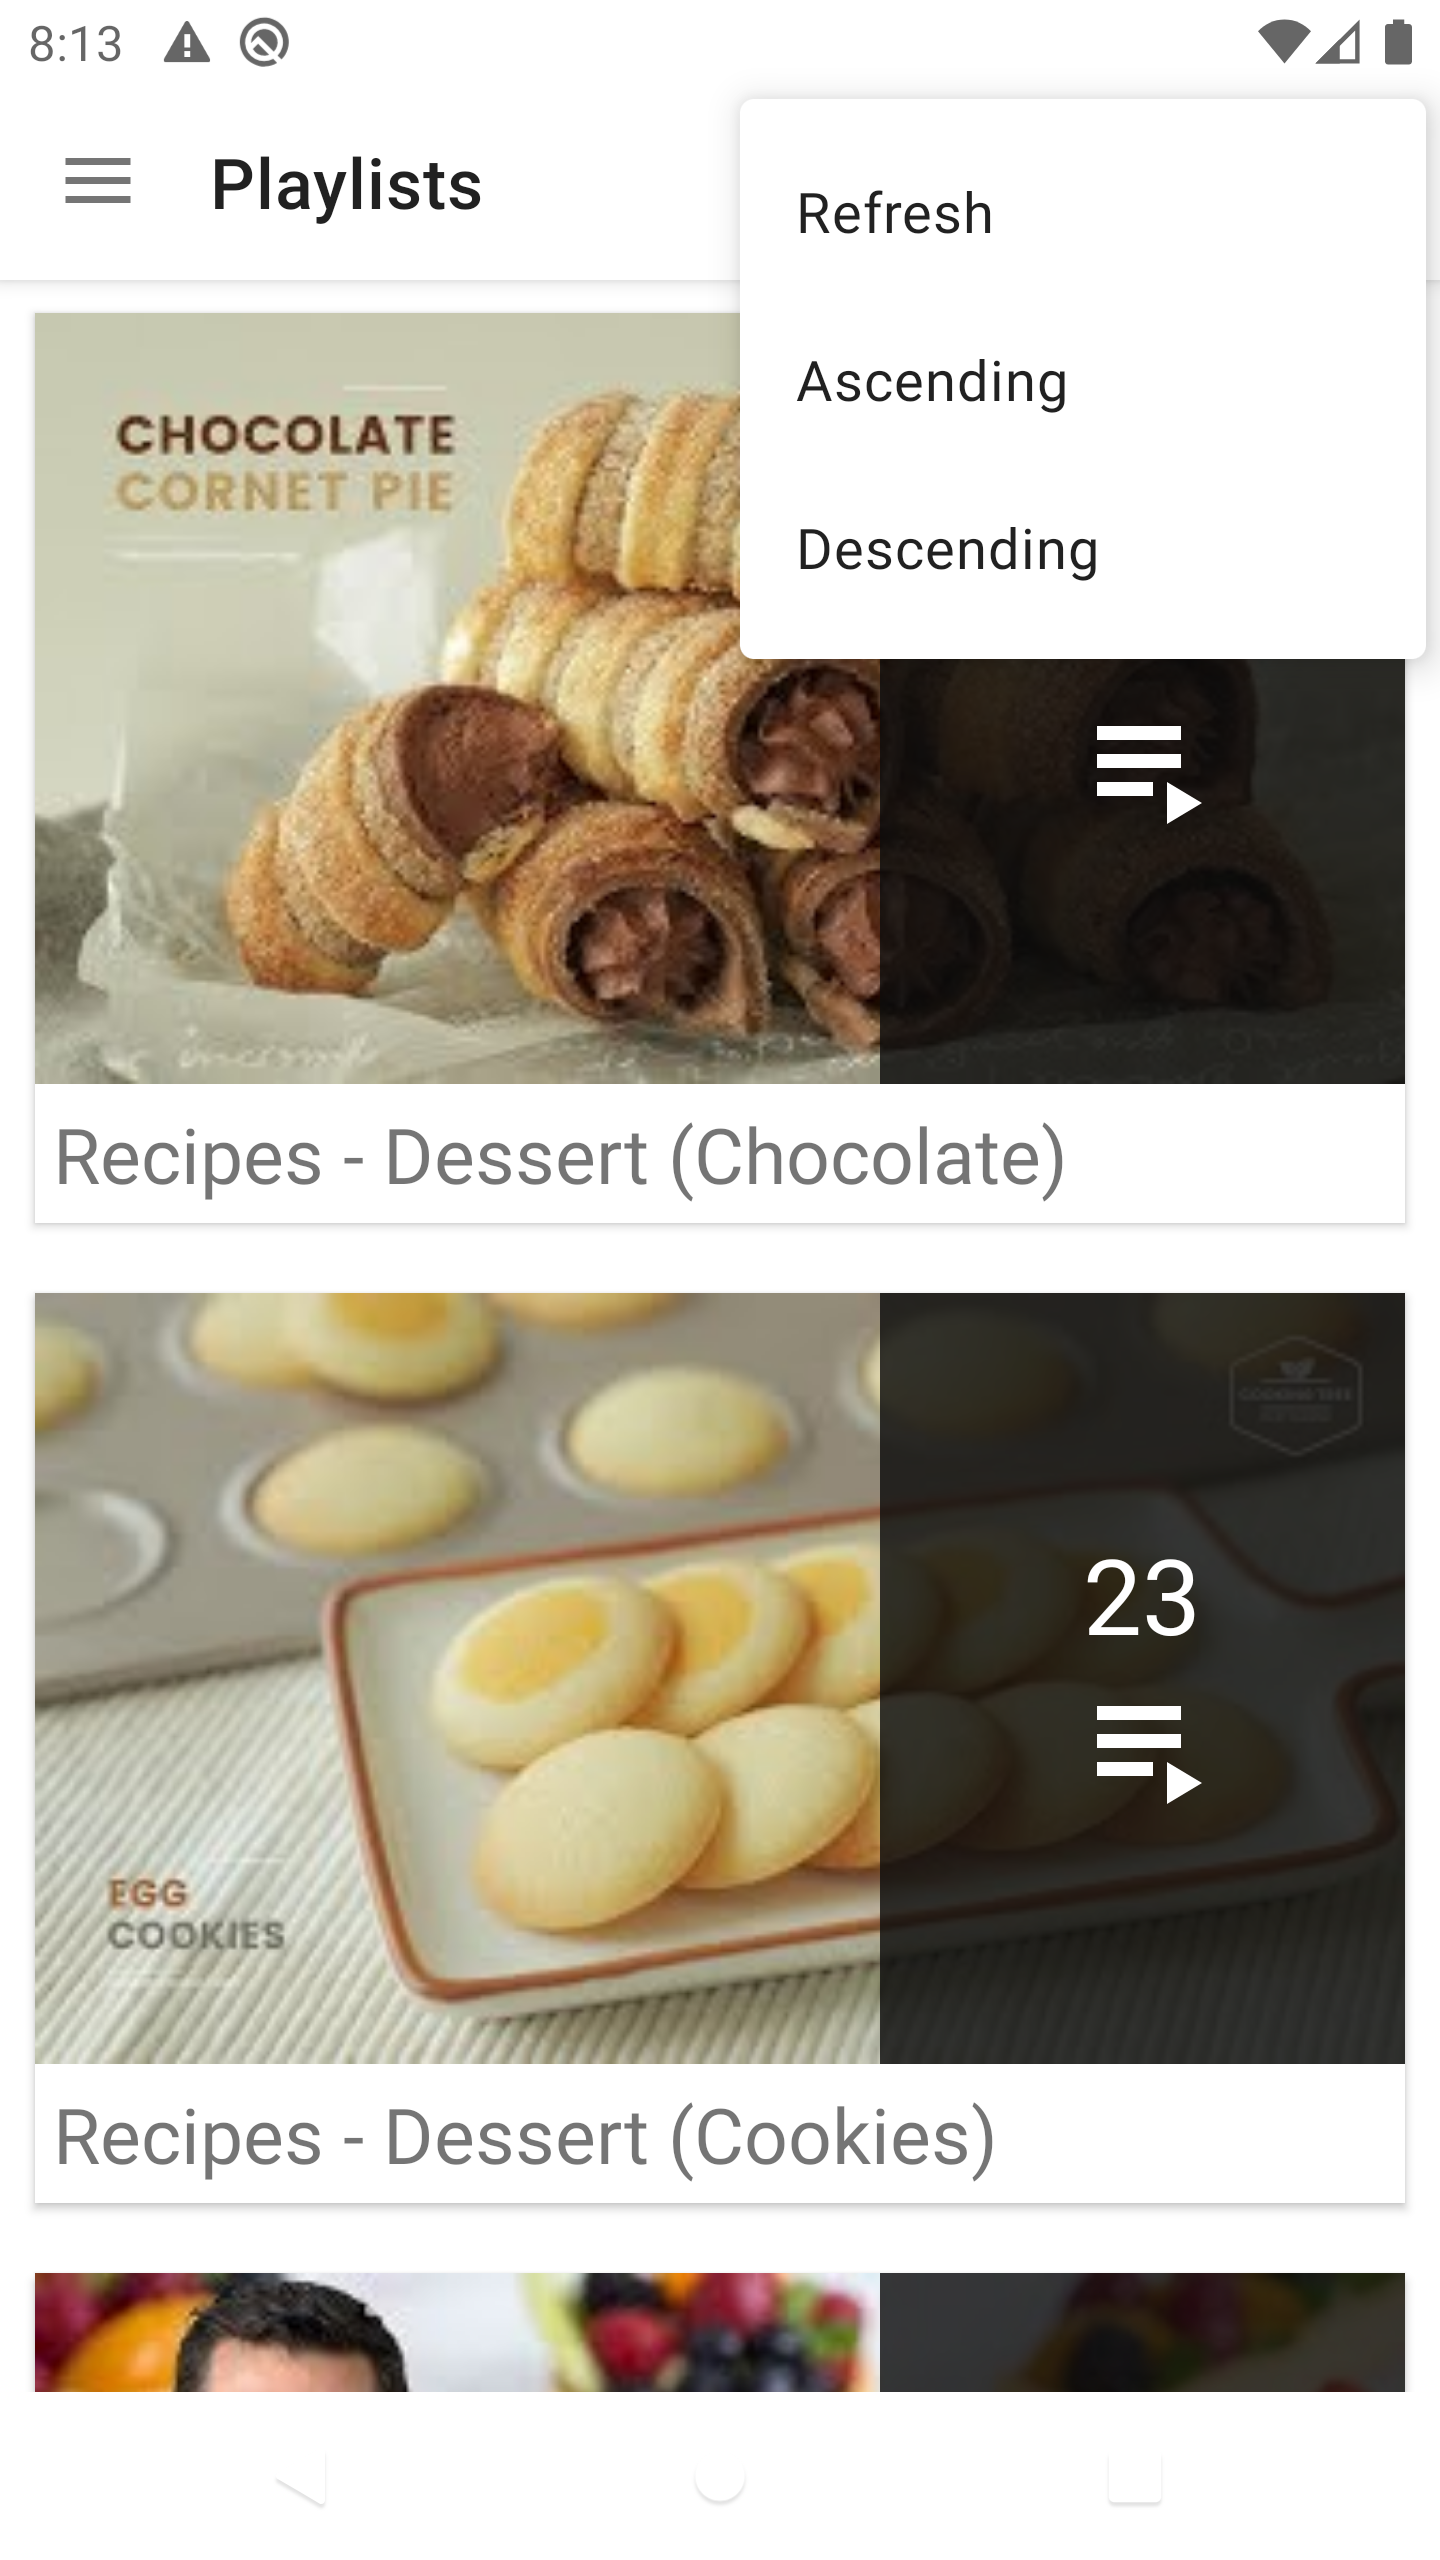 8:13
Playlists
Refresh
Ascending
Descending
CHOCOLATE
CORNET PIE
Recipes - Dessert (Chocolate)
23
EGG
COOKIES
Recipes - Dessert (Cookies)